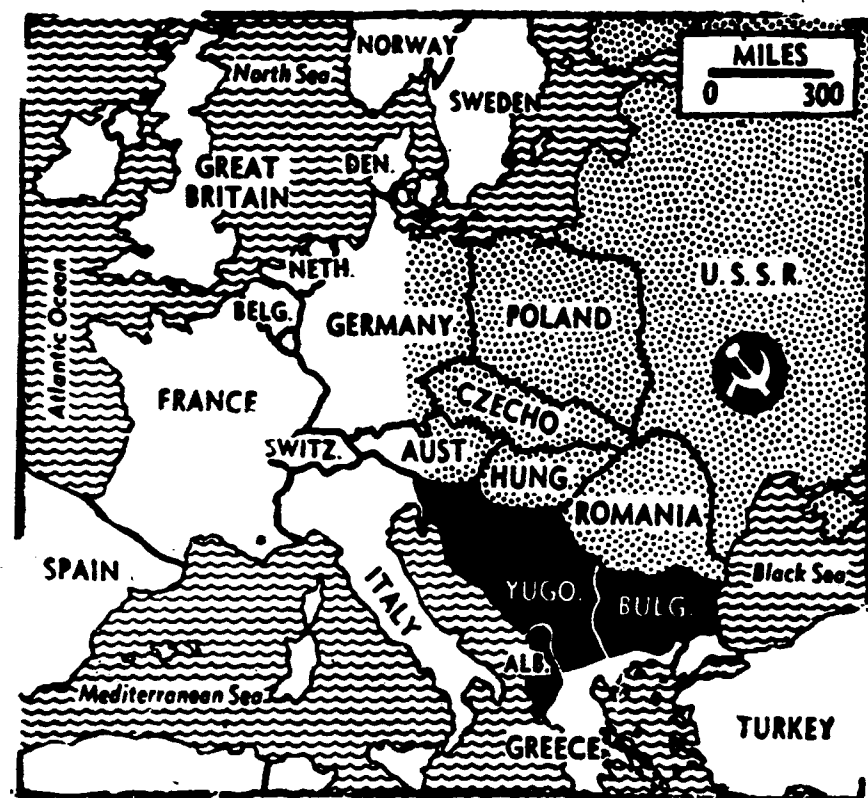 NORWAY
MILES
0 300
North Sea
SWEDEN
DEN.
GREAT
BRITAIN
NETH.
U.S.S.R.
BELG.
GERMANY
POLAND
Atlantic Ocean
FRANCE
CZECHO
SWITZ.
AUST.
HUNG.
ROMANIA
SPAIN
ITALY
YUGO.
BULG.
Black Sea
ALB.
Mediterranean Sea
GREECE
TURKEY